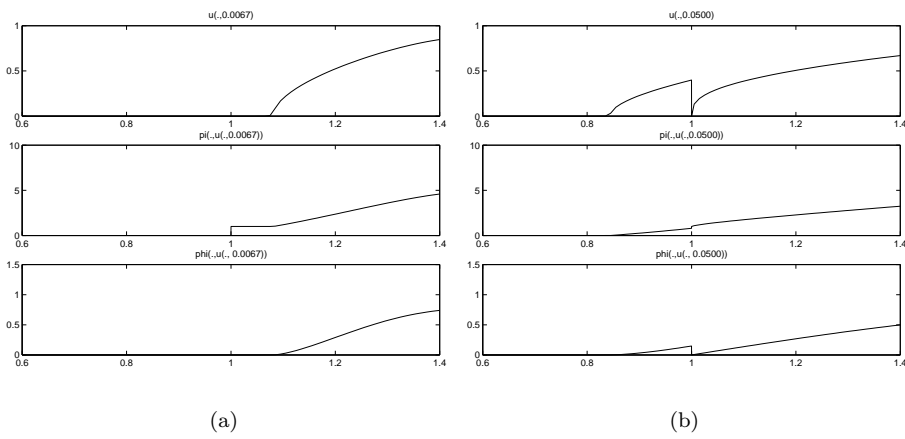 u(.,0.0067)
1
0.5
0
0.6 0.8 1 1.2 1.4
pi(.,u(.,0.0067))
10
5
0
0.6 0.8 1 1.2 1.4
phi(.,u(., 0.0067))
1.5
1
0.5
0
0.6 0.8 1 1.2 1.4
(a)
u(.,0.0500)
1
0.5
0
0.6 0.8 1 1.2 1.4
pi(.,u(.,0.0500))
10
5
0
0.6 0.8 1 1.2 1.4
phi(.,u(., 0.0500))
1.5
1
0.5
0
0.6 0.8 1 1.2 1.4
(b)